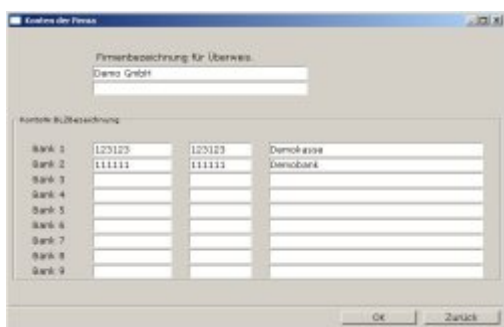 Konten der Firma
Firmenbezeichnung für Überweis.
Demo GmbH
KontoNr BLZBezeichnung
Bank 1 123123 123123 Demokasse
Bank 2 111111 111111 Demobank
Bank 3
Bank 4
Bank 5
Bank 6
Bank 7
Bank 8
Bank 9
OK Zurück